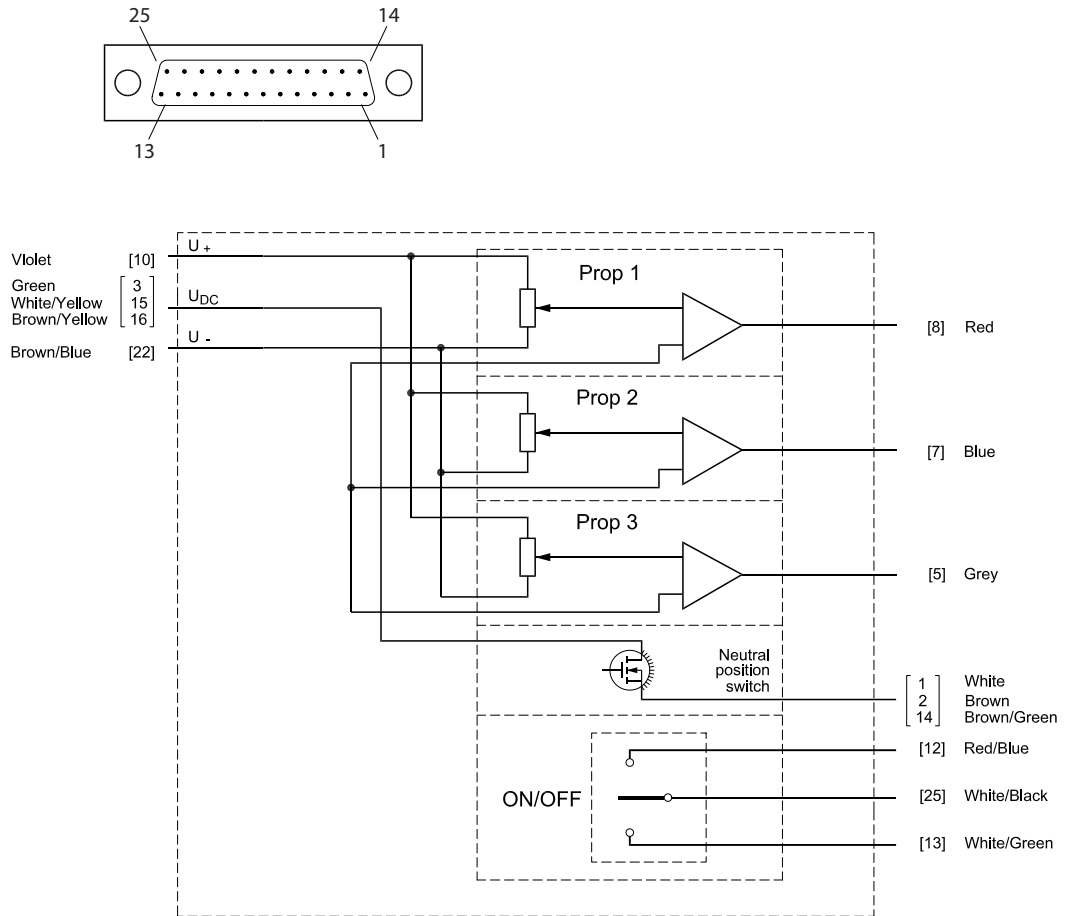 25 14
13 1
Violet [10] U +
Green 3
White/Yellow 15 UDC
Brown/Yellow 16
Brown/Blue [22] U -
Prop 1
[8] Red
Prop 2
[7] Blue
Prop 3
[5] Grey
Neutral
position
switch
1 White
2 Brown
14 Brown/Green
[12] Red/Blue
ON/OFF
[25] White/Black
[13] White/Green